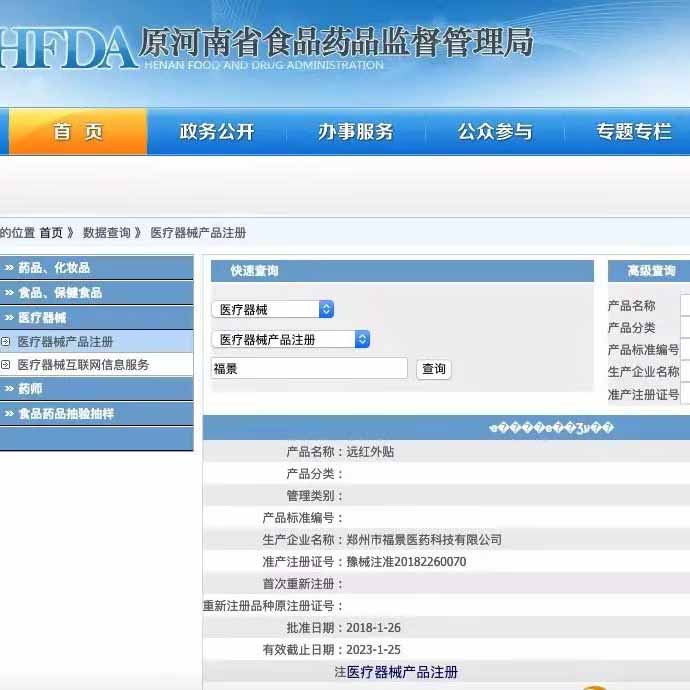 HFDA 原河南省食品药品监督管理局
HENAN FOOD AND DRUG ADMINISTRATION
首 页 政务公开 办事服务 公众参与 专题专栏
的位置 首页 》 数据查询 》 医疗器械产品注册
›› 药品、化妆品
›› 食品、保健食品
›› 医疗器械
医疗器械产品注册
医疗器械互联网信息服务
›› 药师
›› 食品药品抽验抽样
快速查询
医疗器械
医疗器械产品注册
福景 查询
高级查询
产品名称
产品分类
产品标准编号
生产企业名称
准产注册证号
产品名称：远红外贴
产品分类：
管理类别：
产品标准编号：
生产企业名称：郑州市福景医药科技有限公司
准产注册证号：豫械注准20182260070
首次重新注册：
重新注册品种原注册证号：
批准日期：2018-1-26
有效截止日期：2023-1-25
注医疗器械产品注册